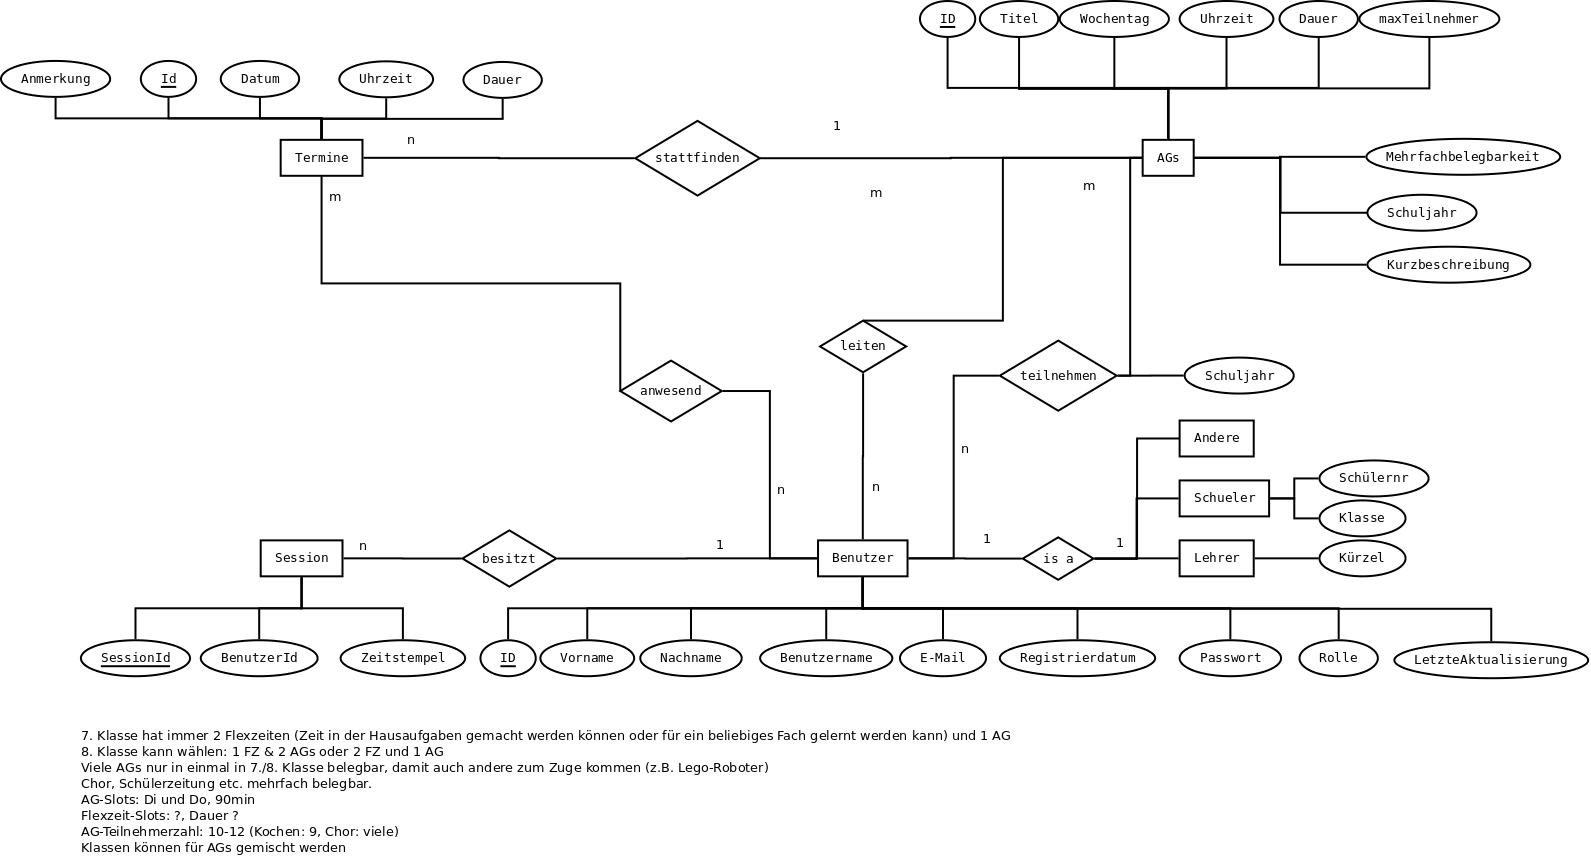 ID Titel Wochentag Uhrzeit Dauer maxTeilnehmer
Anmerkung Id Datum Uhrzeit Dauer
n 1
Termine stattfinden AGs Mehrfachbelegbarkeit
m m m
Schuljahr
Kurzbeschreibung
leiten
teilnehmen Schuljahr
anwesend
Andere
n
Schülernr
n n Schueler
Klasse
n 1 1 1
Session besitzt Benutzer is a Lehrer Kürzel
SessionId BenutzerId Zeitstempel ID Vorname Nachname Benutzername E-Mail Registrierdatum Passwort Rolle LetzteAktualisierung
7. Klasse hat immer 2 Flexzeiten (Zeit in der Hausaufgaben gemacht werden können oder für ein beliebiges Fach gelernt werden kann) und 1 AG
8. Klasse kann wählen: 1 FZ & 2 AGs oder 2 FZ und 1 AG
Viele AGs nur in einmal in 7./8. Klasse belegbar, damit auch andere zum Zuge kommen (z.B. Lego-Roboter)
Chor, Schülerzeitung etc. mehrfach belegbar.
AG-Slots: Di und Do, 90min
Flexzeit-Slots: ?, Dauer ?
AG-Teilnehmerzahl: 10-12 (Kochen: 9, Chor: viele)
Klassen können für AGs gemischt werden